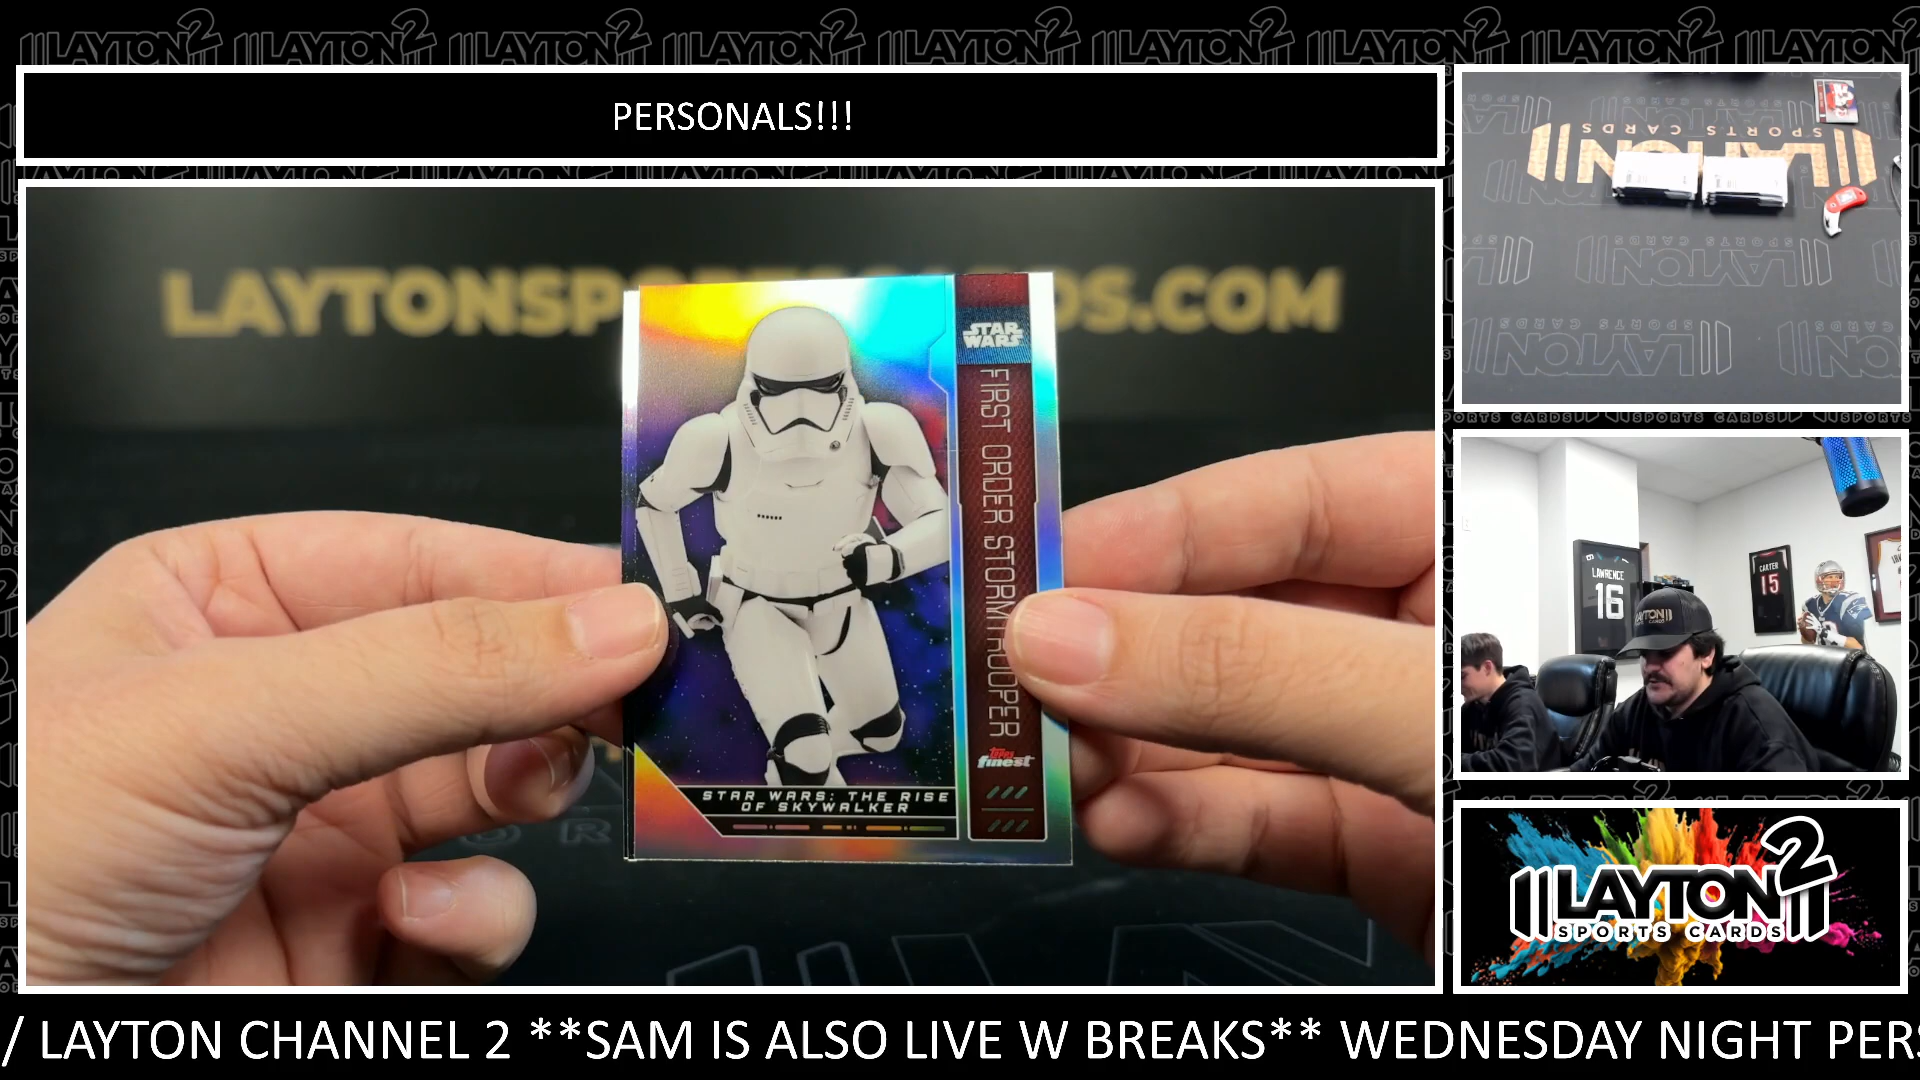 PERSONALS!!!
LAYTONSP
DS.COM
STAR
WARS
FIRST ORDER STORMTROOPER
topps
finest
STAR WARS: THE RISE
OF SKYWALKER
SPORTS CARDS
LAYTON
LAWRENCE
16
CARTER
15
LAYTON 2
SPORTS CARDS
/ LAYTON CHANNEL 2 **SAM IS ALSO LIVE W BREAKS** WEDNESDAY NIGHT PERS